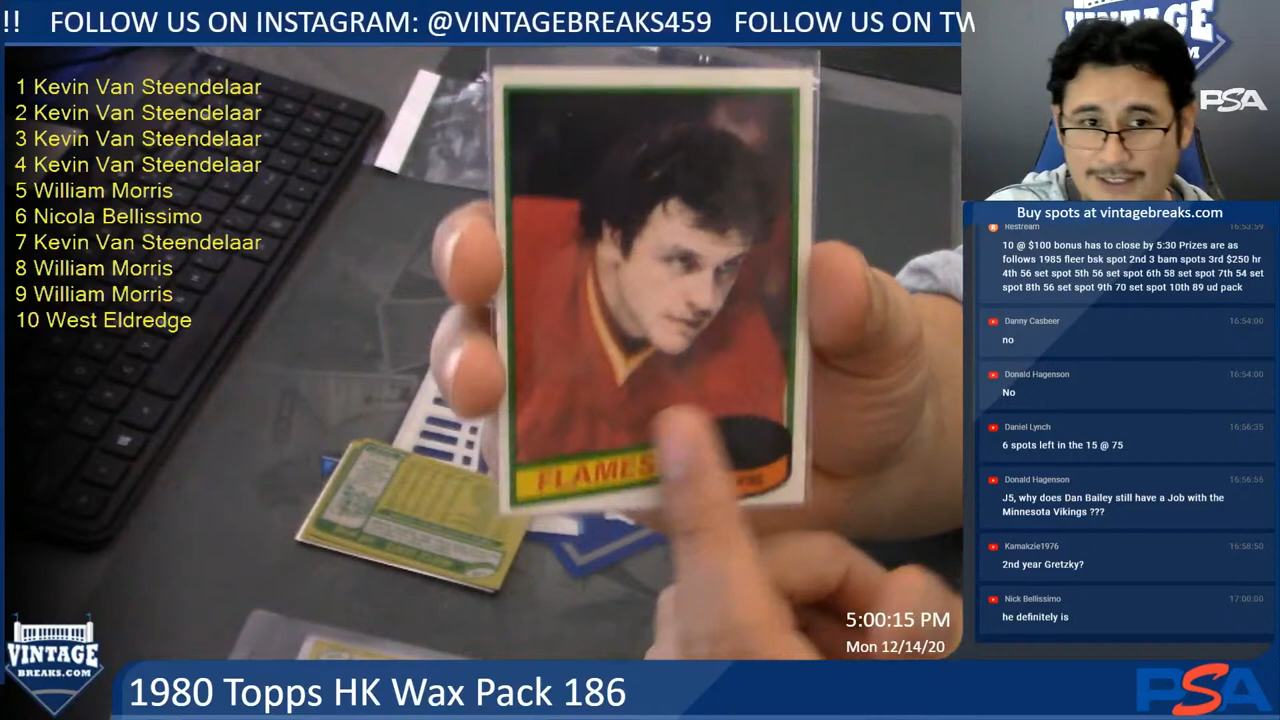 !! FOLLOW US ON INSTAGRAM: @VINTAGEBREAKS459 FOLLOW US ON TW
1 Kevin Van Steendelaar
2 Kevin Van Steendelaar
3 Kevin Van Steendelaar
4 Kevin Van Steendelaar
5 William Morris
6 Nicola Bellissimo
7 Kevin Van Steendelaar
8 William Morris
9 William Morris
10 West Eldredge
FLAMES
VINTAGE
PSA
Buy spots at vintagebreaks.com
Restream 16:53:59
10 @ $100 bonus has to close by 5:30 Prizes are as
follows 1985 fleer bsk spot 2nd 3 bam spots 3rd $250 hr
4th 56 set spot 5th 56 set spot 6th 58 set spot 7th 54 set
spot 8th 56 set spot 9th 70 set spot 10th 89 ud pack
Danny Casbeer 16:54:00
no
Donald Hagenson 16:54:00
No
Daniel Lynch 16:56:35
6 spots left in the 15 @ 75
Donald Hagenson 16:56:56
J5, why does Dan Bailey still have a Job with the
Minnesota Vikings ???
Kamakzie1976 16:58:50
2nd year Gretzky?
Nick Bellissimo 17:00:00
he definitely is
5:00:15 PM
Mon 12/14/20
VINTAGE
BREAKS.COM
1980 Topps HK Wax Pack 186
PSA